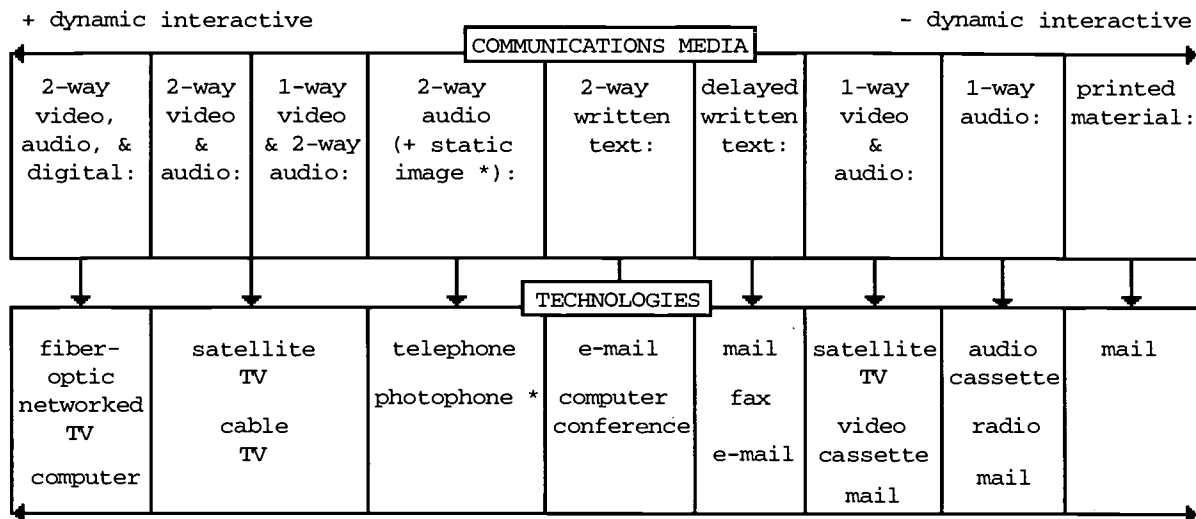 + dynamic interactive
- dynamic interactive
COMMUNICATIONS MEDIA
2-way
video,
audio, &
digital:
2-way
video
&
audio:
1-way
video
& 2-way
audio:
2-way
audio
(+ static
image *):
2-way
written
text:
delayed
written
text:
1-way
video
&
audio:
1-way
audio:
printed
material:
TECHNOLOGIES
fiber-
optic
networked
TV
computer
satellite
TV
cable
TV
telephone
photophone *
e-mail
computer
conference
mail
fax
e-mail
satellite
TV
video
cassette
mail
audio
cassette
radio
mail
mail